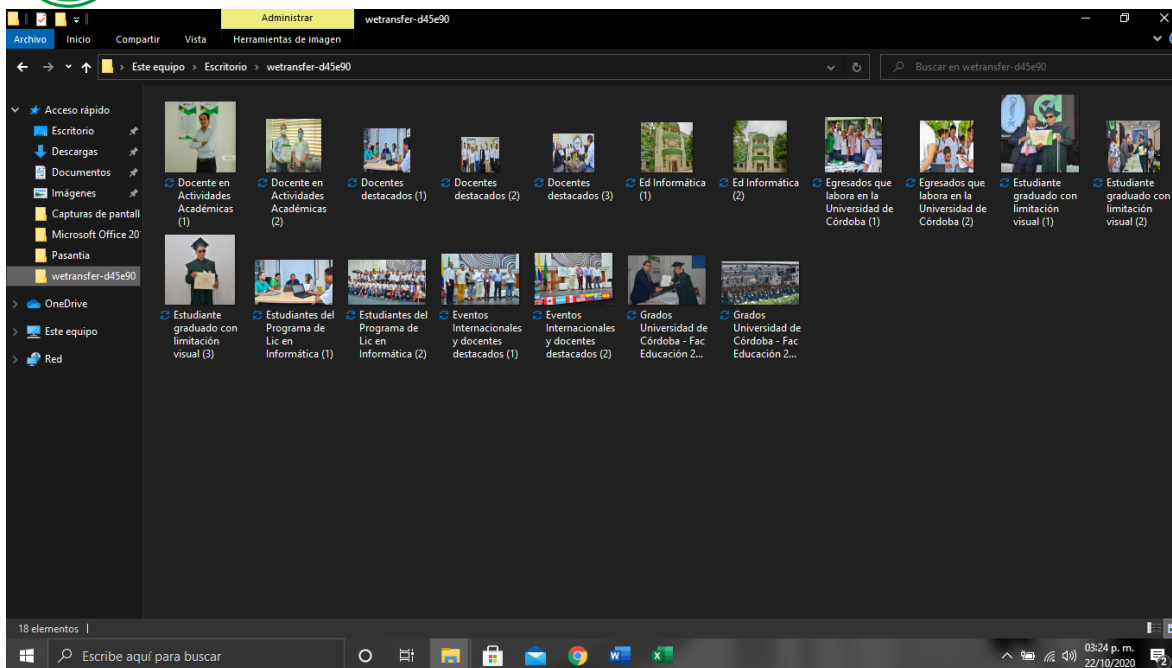 Administrar
wetransfer-d45e90
Archivo
Inicio
Compartir
Vista
Herramientas de imagen
Este equipo > Escritorio > wetransfer-d45e90
Buscar en wetransfer-d45e90
Acceso rápido
Escritorio
Descargas
Documentos
Imágenes
Capturas de pantall
Microsoft Office 20
Pasantia
wetransfer-d45e90
OneDrive
Este equipo
Red
Docente en
Actividades
Académicas
(1)
Docente en
Actividades
Académicas
(2)
Docentes
destacados (1)
Docentes
destacados (2)
Docentes
destacados (3)
Ed Informática
(1)
Ed Informática
(2)
Egresados que
labora en la
Universidad de
Córdoba (1)
Egresados que
labora en la
Universidad de
Córdoba (2)
Estudiante
graduado con
limitación
visual (1)
Estudiante
graduado con
limitación
visual (2)
Estudiante
graduado con
limitación
visual (3)
Estudiantes del
Programa de
Lic en
Informática (1)
Estudiantes del
Programa de
Lic en
Informática (2)
Eventos
Internacionales
y docentes
destacados (1)
Eventos
Internacionales
y docentes
destacados (2)
Grados
Universidad de
Córdoba - Fac
Educación 2...
Grados
Universidad de
Córdoba - Fac
Educación 2...
18 elementos
Escribe aquí para buscar
03:24 p. m.
22/10/2020